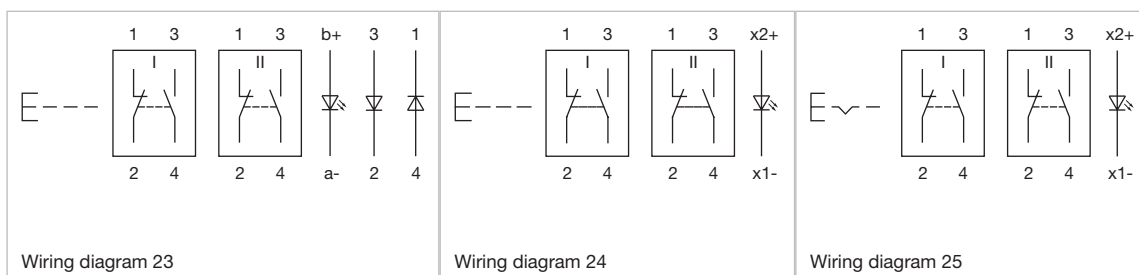 1 3 1 3 b+ 3 1
I II
2 4 2 4 a- 2 4
Wiring diagram 23
1 3 1 3 x2+
I II
2 4 2 4 x1-
Wiring diagram 24
1 3 1 3 x2+
I II
2 4 2 4 x1-
Wiring diagram 25